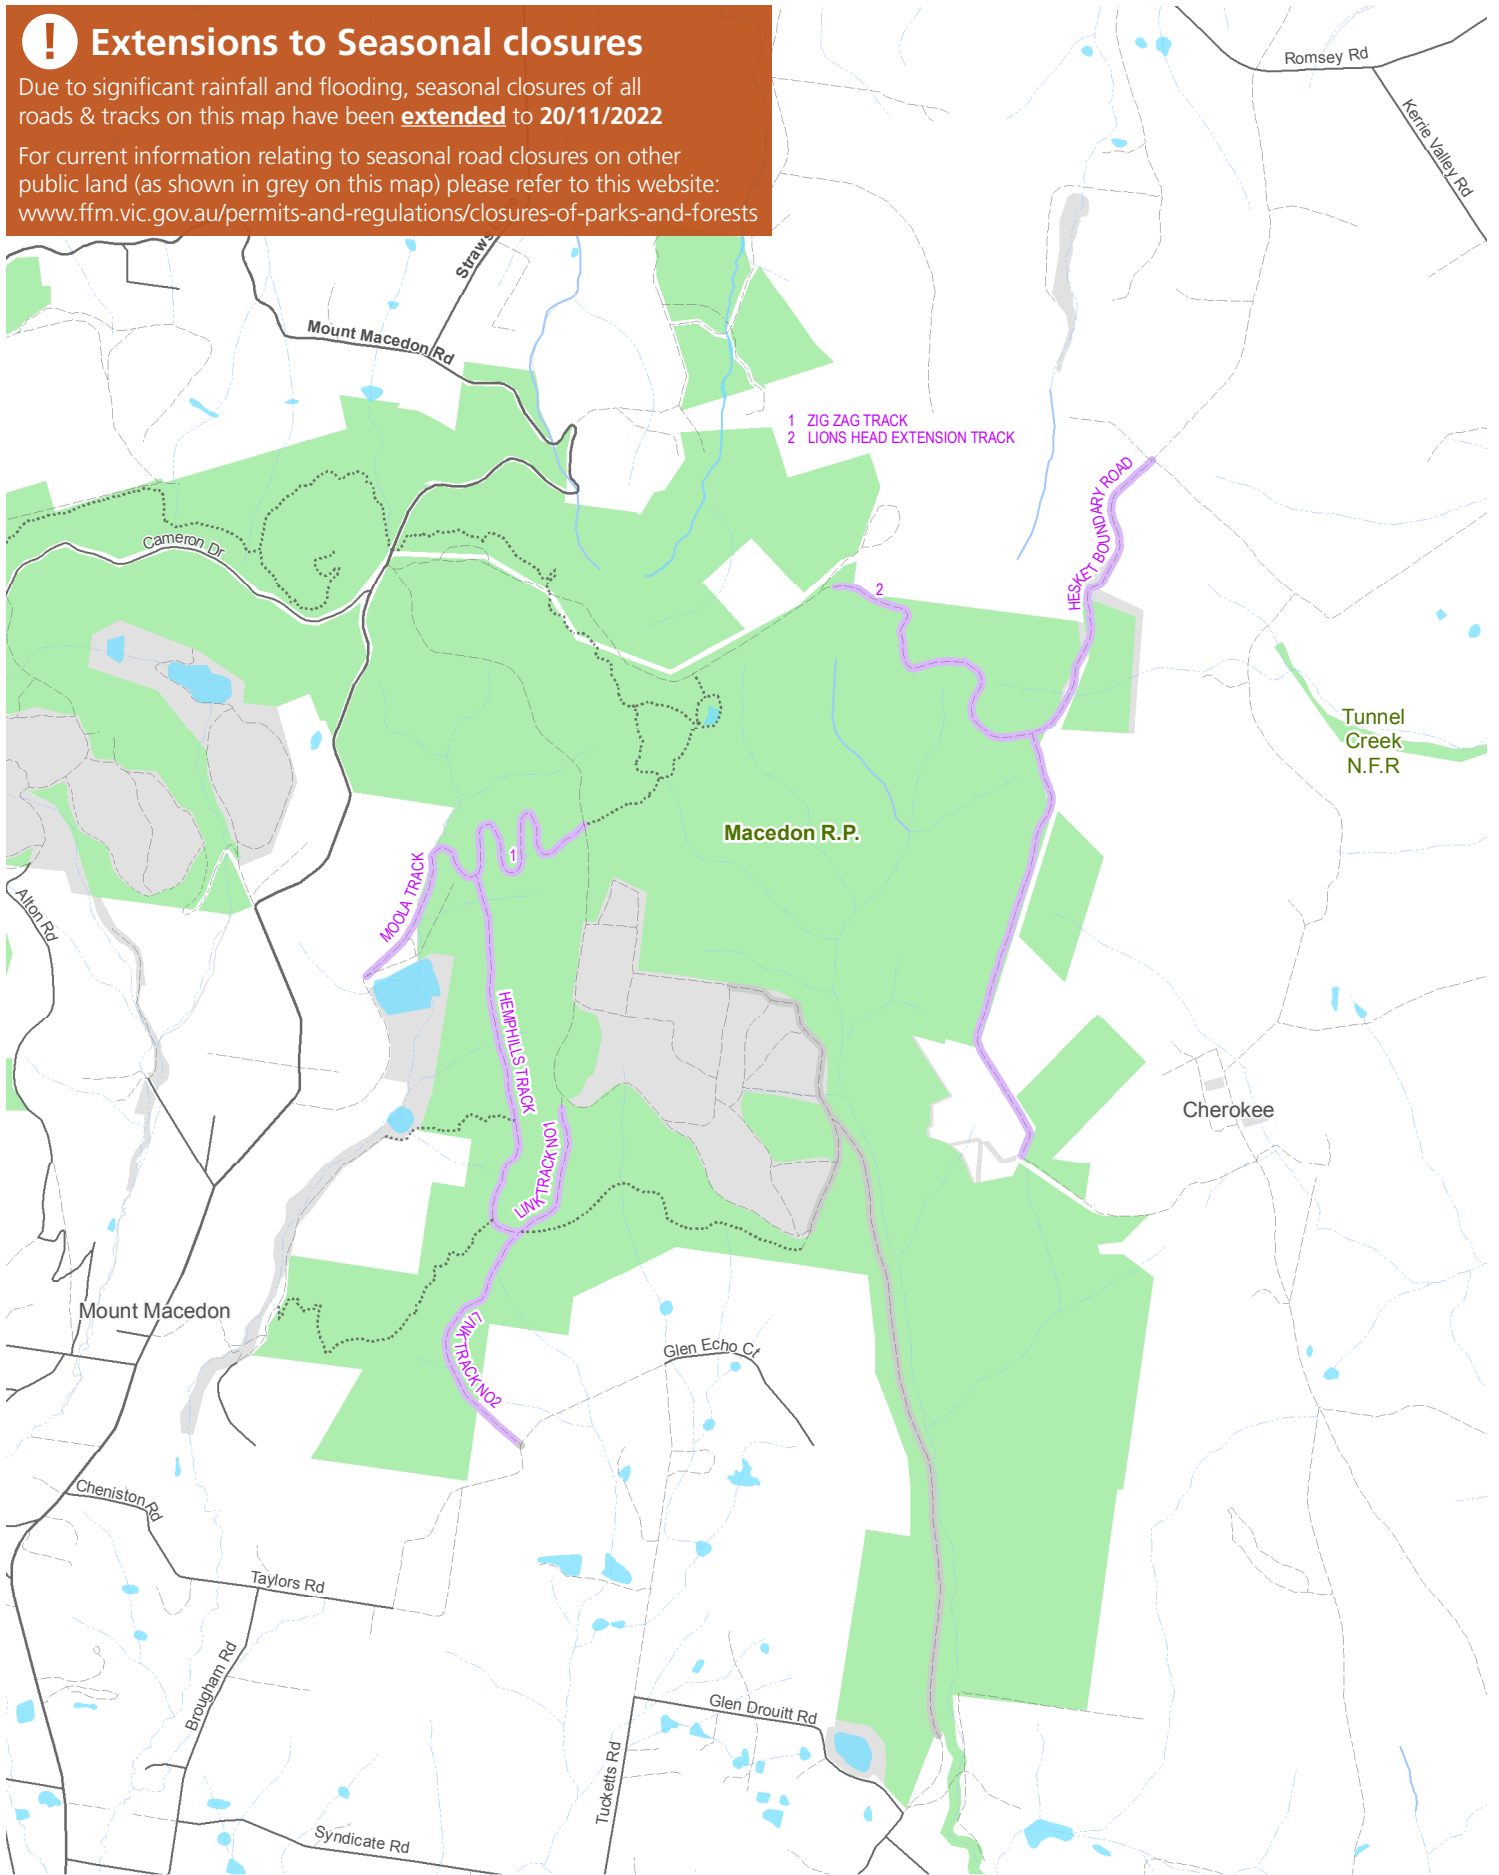 ! Extensions to Seasonal closures
Due to significant rainfall and flooding, seasonal closures of all
roads & tracks on this map have been extended to 20/11/2022
For current information relating to seasonal road closures on other
public land (as shown in grey on this map) please refer to this website:
www.ffm.vic.gov.au/permits-and-regulations/closures-of-parks-and-forests
Romsey Rd
Kerrie Valley Rd
Mount Macedon Rd
1 ZIG ZAG TRACK
2 LIONS HEAD EXTENSION TRACK
HESKET BOUNDARY ROAD
Cameron Dr
2
Tunnel
Creek
N.F.R
Macedon R.P.
1
MOOLA TRACK
Alton Rd
HEMPHILLS TRACK
Cherokee
LINK TRACK NO1
Mount Macedon
LINK TRACK NO2
Glen Echo Ct
Cheniston Rd
Taylors Rd
Brougham Rd
Glen Drouitt Rd
Tucketts Rd
Syndicate Rd